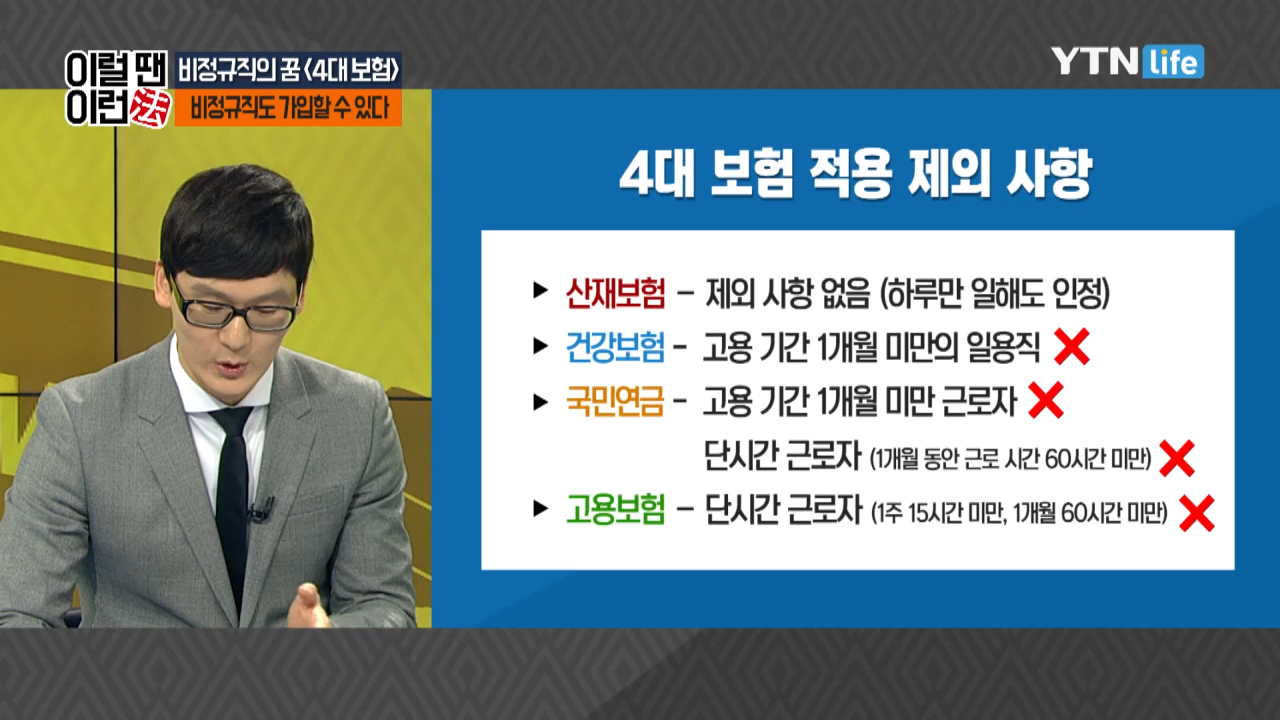 이럴 땐
이런 法
비정규직의 꿈 <4대 보험>
비정규직도 가입할 수 있다
YTN life
4대 보험 적용 제외 사항
▶ 산재보험 - 제외 사항 없음 (하루만 일해도 인정)
▶ 건강보험 - 고용 기간 1개월 미만의 일용직 ❌
▶ 국민연금 - 고용 기간 1개월 미만 근로자 ❌
단시간 근로자 (1개월 동안 근로 시간 60시간 미만) ❌
▶ 고용보험 - 단시간 근로자 (1주 15시간 미만, 1개월 60시간 미만) ❌